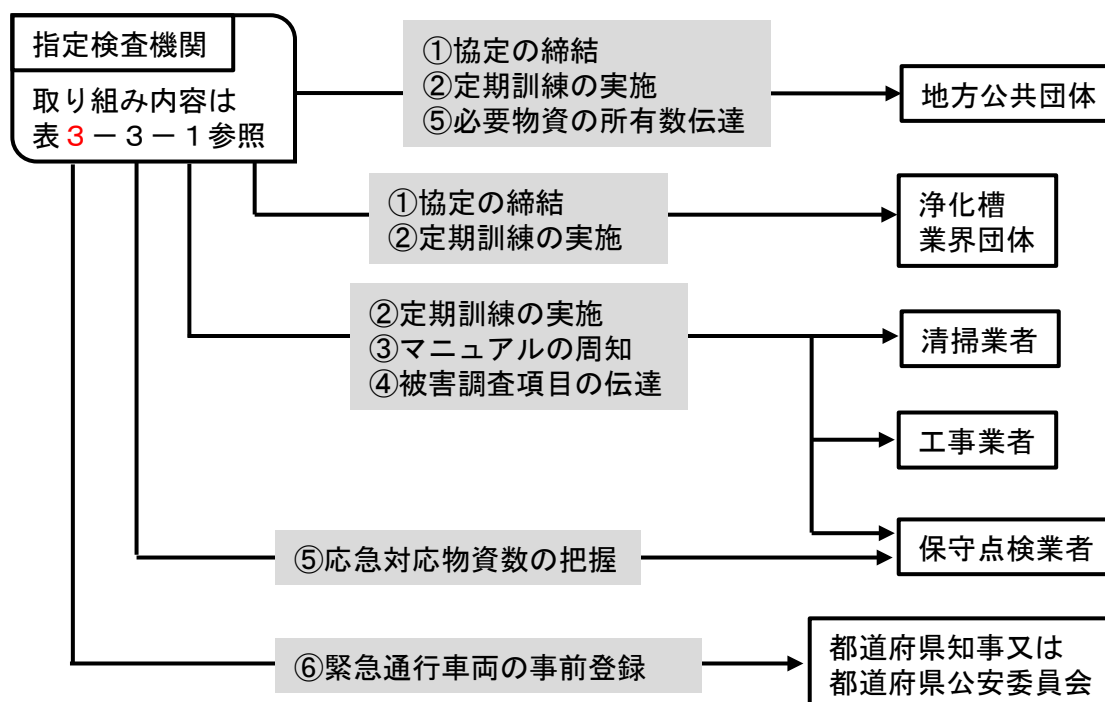 指定検査機関
取り組み内容は
表３－３－１参照
①協定の締結
②定期訓練の実施
⑤必要物資の所有数伝達
地方公共団体
①協定の締結
②定期訓練の実施
浄化槽
業界団体
②定期訓練の実施
③マニュアルの周知
④被害調査項目の伝達
清掃業者
工事業者
⑤応急対応物資数の把握
保守点検業者
⑥緊急通行車両の事前登録
都道府県知事又は
都道府県公安委員会